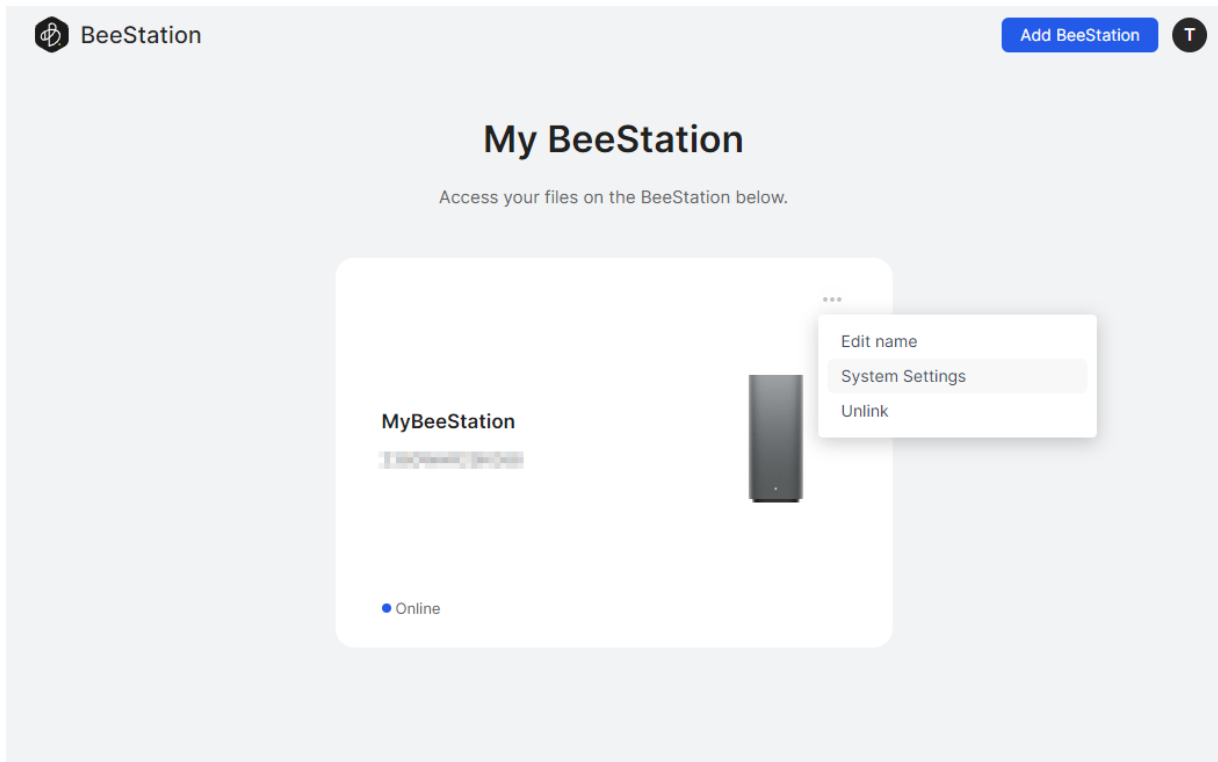 BeeStation
Add BeeStation
T
My BeeStation
Access your files on the BeeStation below.
Edit name
System Settings
Unlink
MyBeeStation
Online